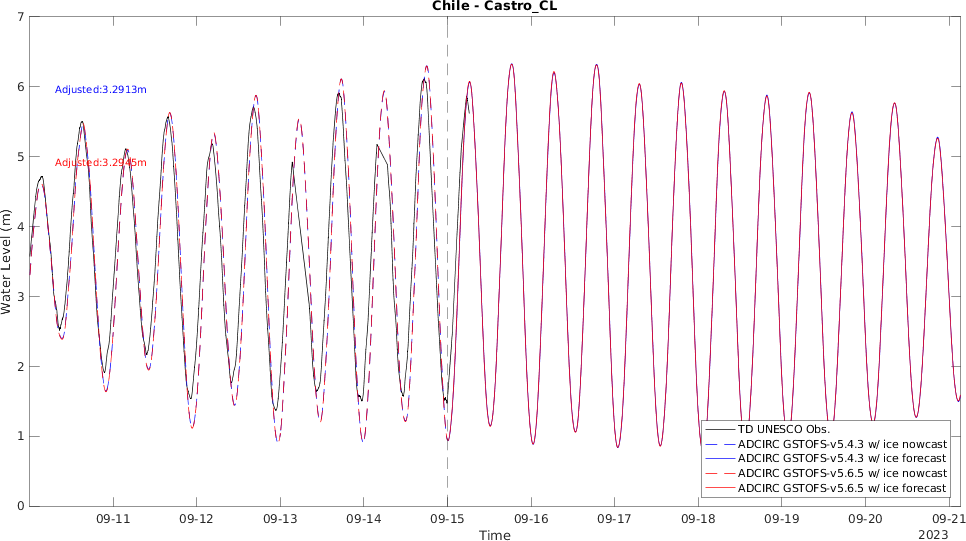 Chile - Castro_CL
7
6
5
4
3
2
1
0
Water Level (m)
Adjusted:3.2913m
Adjusted:3.2945m
TD UNESCO Obs.
ADCIRC GSTOFS-v5.4.3 w/ ice nowcast
ADCIRC GSTOFS-v5.4.3 w/ ice forecast
ADCIRC GSTOFS-v5.6.5 w/ ice nowcast
ADCIRC GSTOFS-v5.6.5 w/ ice forecast
09-11 09-12 09-13 09-14 09-15 09-16 09-17 09-18 09-19 09-20 09-21
Time
2023